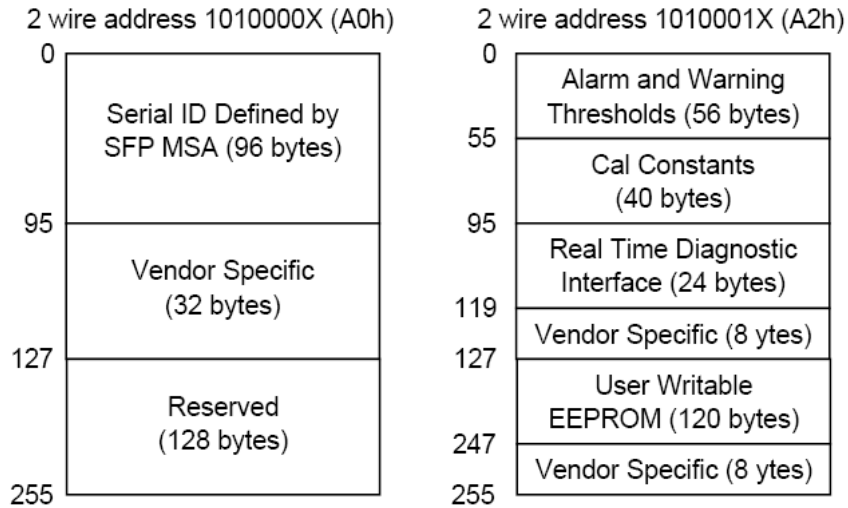 2 wire address 1010000X (A0h)
0
Serial ID Defined by
SFP MSA (96 bytes)
95
Vendor Specific
(32 bytes)
127
Reserved
(128 bytes)
255
2 wire address 1010001X (A2h)
0
Alarm and Warning
Thresholds (56 bytes)
55
Cal Constants
(40 bytes)
95
Real Time Diagnostic
Interface (24 bytes)
119
Vendor Specific (8 ytes)
127
User Writable
EEPROM (120 bytes)
247
Vendor Specific (8 ytes)
255